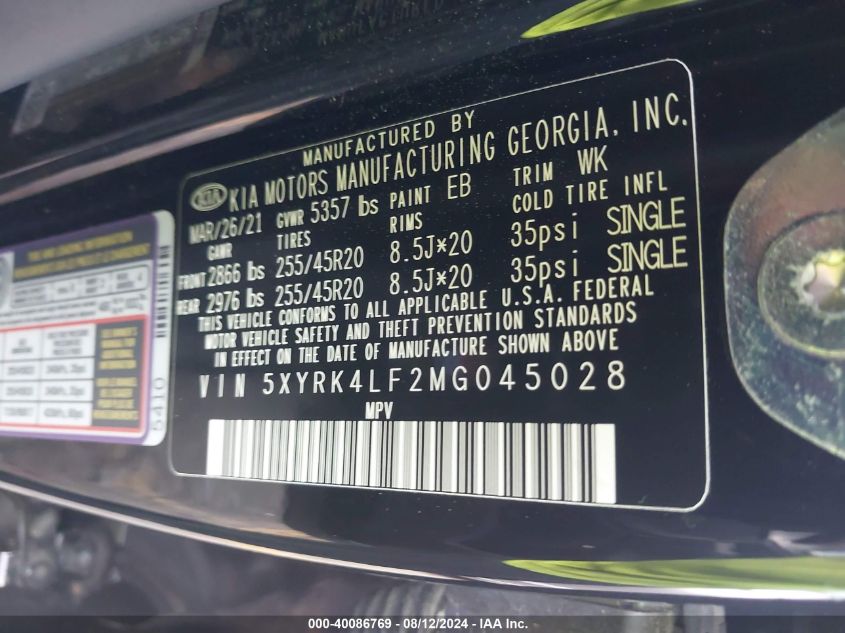 MANUFACTURED BY
KIA KIA MOTORS MANUFACTURING GEORGIA, INC.
MAR/26/21 GVWR 5357 lbs PAINT EB TRIM WK
GAWR TIRES RIMS COLD TIRE INFL
FRONT 2866 lbs 255/45R20 8.5J*20 35psi SINGLE
REAR 2976 lbs 255/45R20 8.5J*20 35psi SINGLE
THIS VEHICLE CONFORMS TO ALL APPLICABLE U.S.A. FEDERAL
MOTOR VEHICLE SAFETY AND THEFT PREVENTION STANDARDS
IN EFFECT ON THE DATE OF MANUFACTURE SHOWN ABOVE
VIN 5XYRK4LF2MG045028
MPV
5410
000-40086769 - 08/12/2024 - IAA Inc.